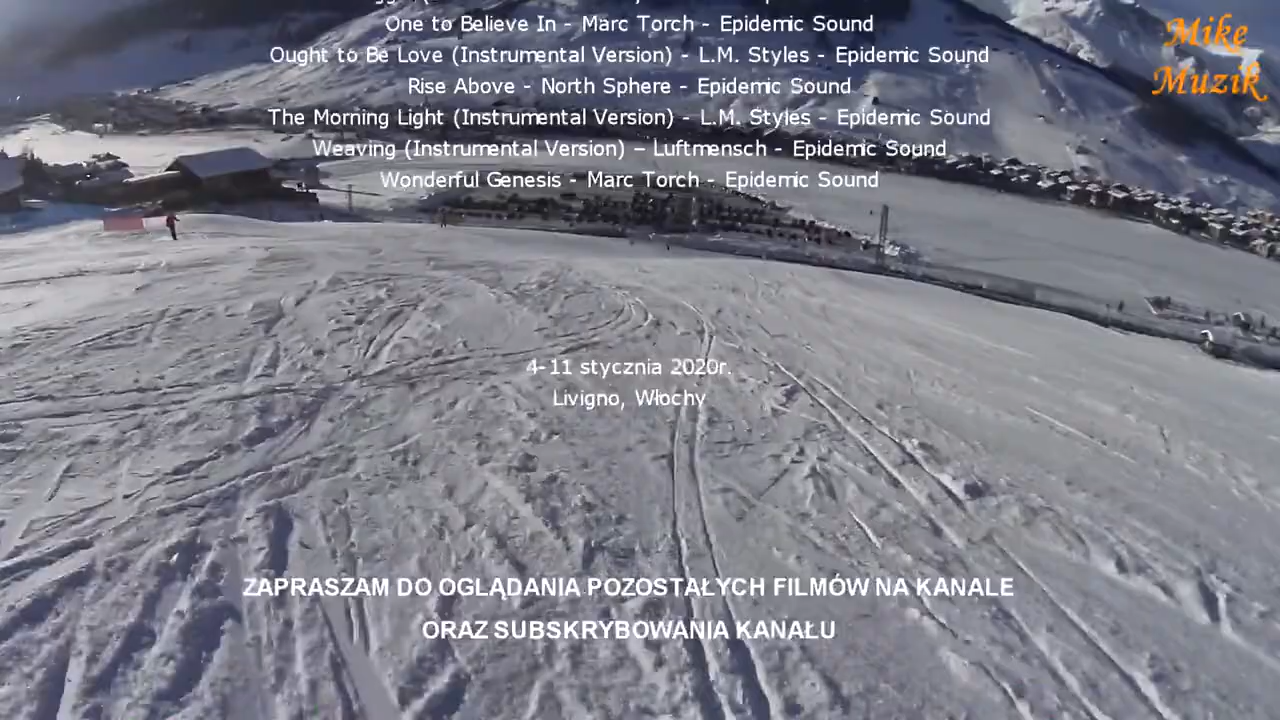 One to Believe In - Marc Torch - Epidemic Sound
Ought to Be Love (Instrumental Version) - L.M. Styles - Epidemic Sound
Rise Above - North Sphere - Epidemic Sound
The Morning Light (Instrumental Version) - L.M. Styles - Epidemic Sound
Weaving (Instrumental Version) – Luftmensch - Epidemic Sound
Wonderful Genesis - Marc Torch - Epidemic Sound
Mike
Muzik
4-11 stycznia 2020r.
Livigno, Włochy
ZAPRASZAM DO OGLĄDANIA POZOSTAŁYCH FILMÓW NA KANALE
ORAZ SUBSKRYBOWANIA KANAŁU